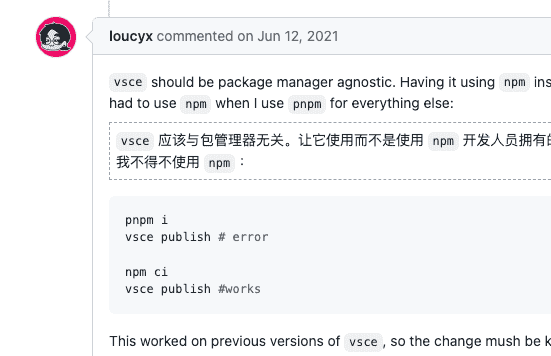 loucyx commented on Jun 12, 2021
vsce should be package manager agnostic. Having it using npm ins
had to use npm when I use pnpm for everything else:
vsce 应该与包管理器无关。让它使用而不是使用 npm 开发人员拥有的
我不得不使用 npm：
pnpm i
vsce publish # error
npm ci
vsce publish #works
This worked on previous versions of vsce, so the change mush be k